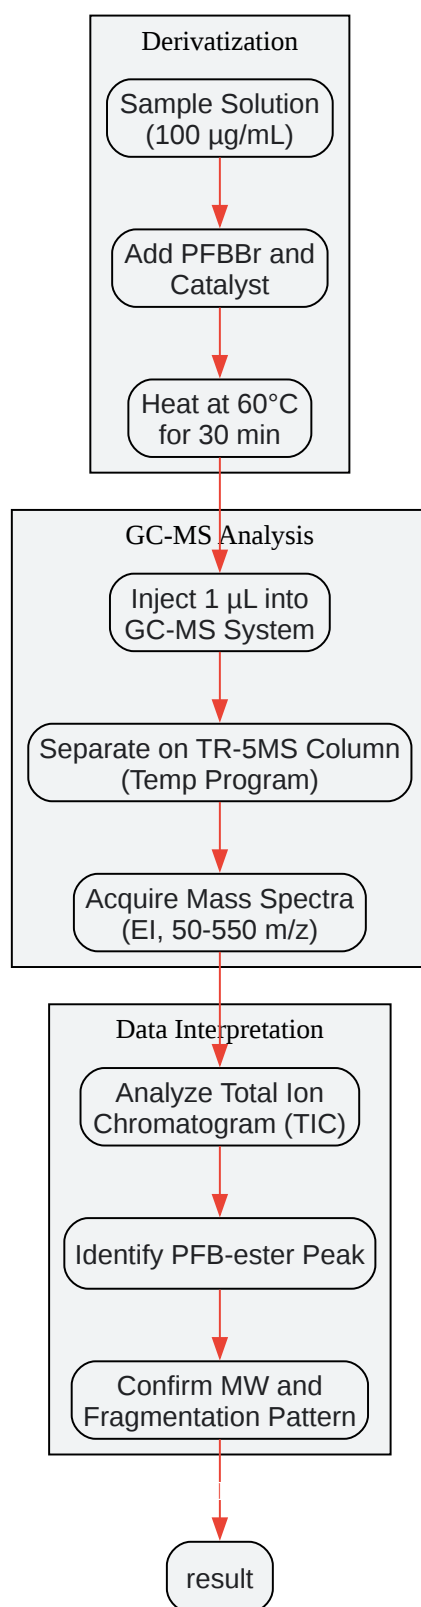 Derivatization
Sample Solution
(100 µg/mL)
Add PFBBr and
Catalyst
Heat at 60°C
for 30 min
GC-MS Analysis
Inject 1 µL into
GC-MS System
Separate on TR-5MS Column
(Temp Program)
Acquire Mass Spectra
(EI, 50-550 m/z)
Data Interpretation
Analyze Total Ion
Chromatogram (TIC)
Identify PFB-ester Peak
Confirm MW and
Fragmentation Pattern
result